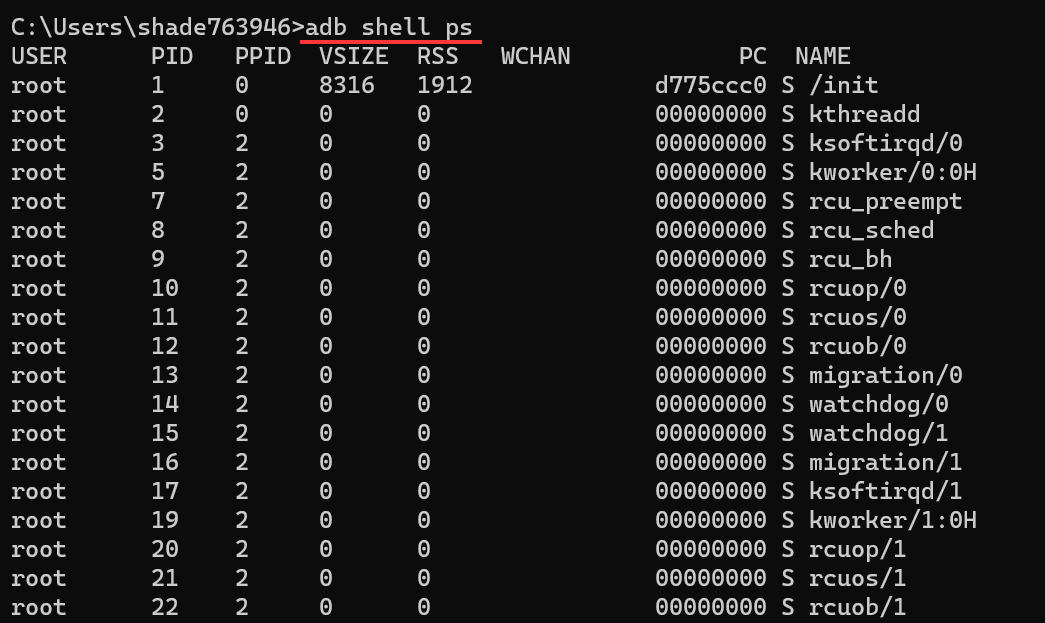 C:\Users\shade763946>adb shell ps
USER      PID   PPID  VSIZE  RSS   WCHAN            PC  NAME
root      1     0     8316   1912             d775ccc0 S /init
root      2     0     0      0                00000000 S kthreadd
root      3     2     0      0                00000000 S ksoftirqd/0
root      5     2     0      0                00000000 S kworker/0:0H
root      7     2     0      0                00000000 S rcu_preempt
root      8     2     0      0                00000000 S rcu_sched
root      9     2     0      0                00000000 S rcu_bh
root      10    2     0      0                00000000 S rcuop/0
root      11    2     0      0                00000000 S rcuos/0
root      12    2     0      0                00000000 S rcuob/0
root      13    2     0      0                00000000 S migration/0
root      14    2     0      0                00000000 S watchdog/0
root      15    2     0      0                00000000 S watchdog/1
root      16    2     0      0                00000000 S migration/1
root      17    2     0      0                00000000 S ksoftirqd/1
root      19    2     0      0                00000000 S kworker/1:0H
root      20    2     0      0                00000000 S rcuop/1
root      21    2     0      0                00000000 S rcuos/1
root      22    2     0      0                00000000 S rcuob/1